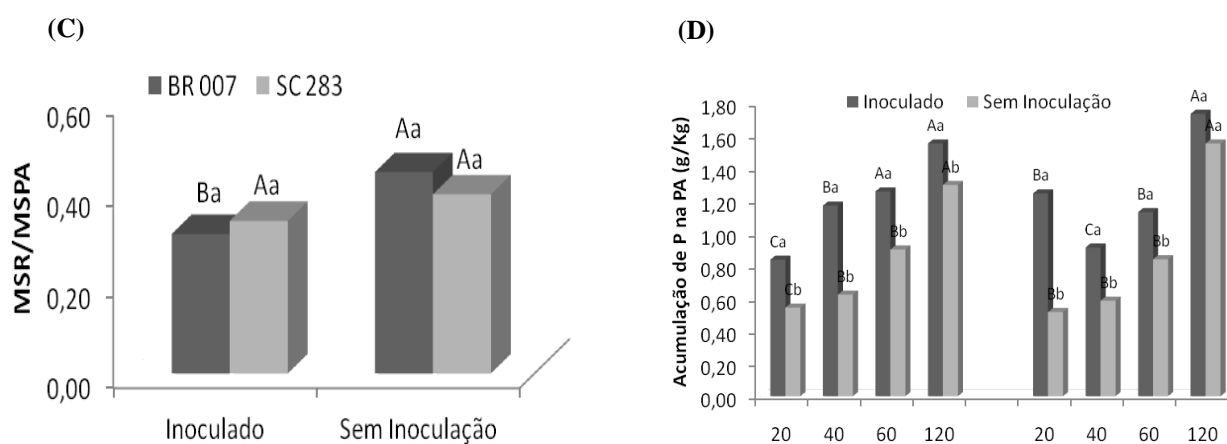 (C)
BR 007 SC 283
MSR/MSPA
0,60
0,40
0,20
0,00
Ba Aa Aa Aa
Inoculado Sem Inoculação
(D)
Inoculado Sem Inoculação
Acumulação de P na PA (g/Kg)
1,80
1,60
1,40
1,20
1,00
0,80
0,60
0,40
0,20
0,00
Ca Cb Ba Bb Aa Bb Aa Ab Ba Bb Ca Bb Ba Bb Aa Aa
20 40 60 120 20 40 60 120